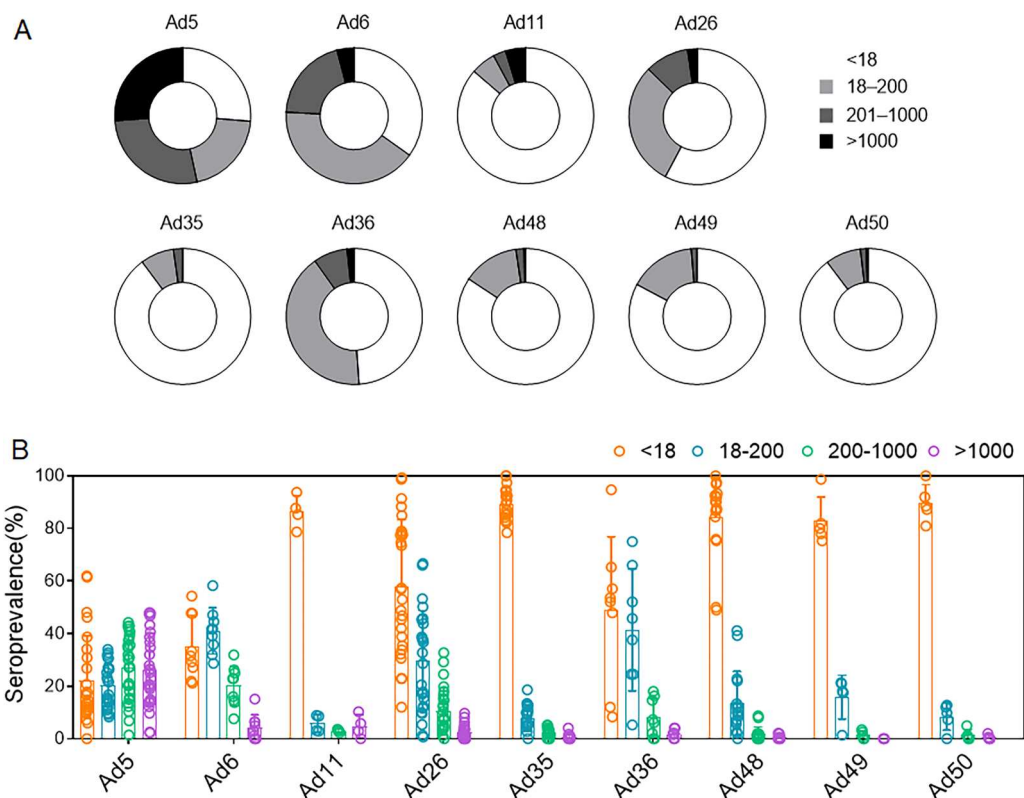 A
Ad5 Ad6 Ad11 Ad26
<18
18–200
201–1000
>1000
Ad35 Ad36 Ad48 Ad49 Ad50
B
<18 18-200 200-1000 >1000
Seroprevalence(%)
100
80
60
40
20
0
Ad5 Ad6 Ad11 Ad26 Ad35 Ad36 Ad48 Ad49 Ad50